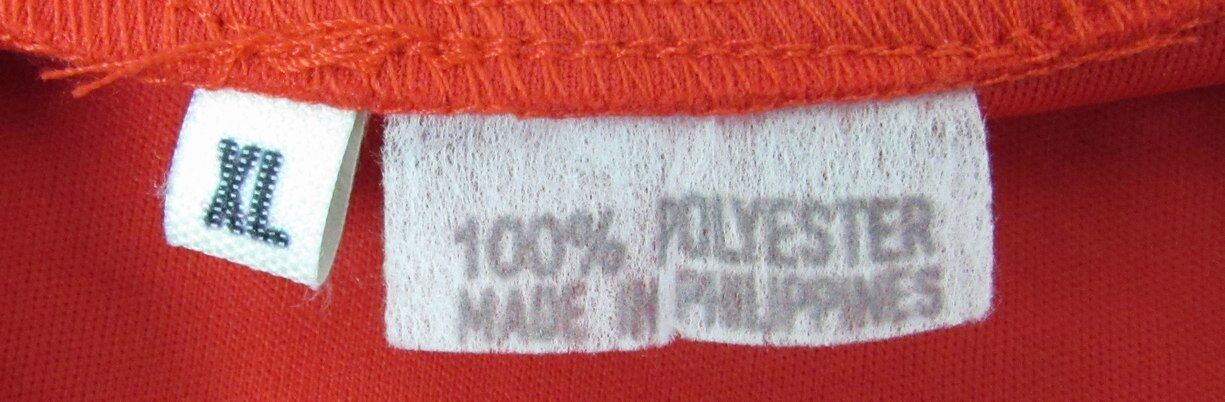 XL
100% POLYESTER
MADE IN PHILIPPINES